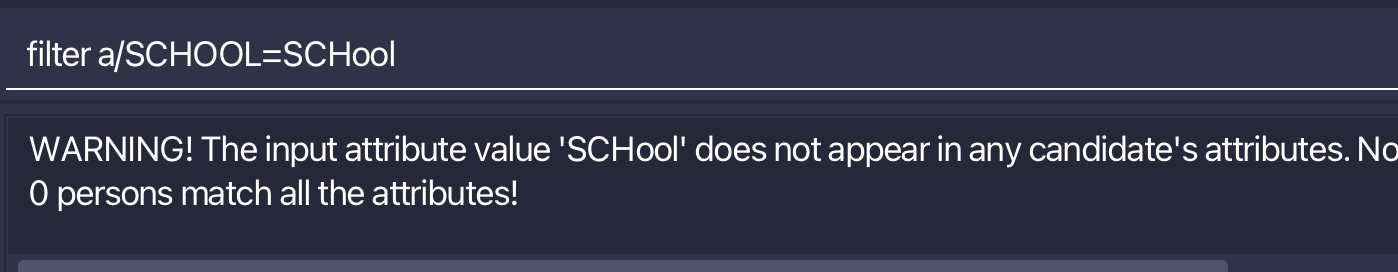 filter a/SCHOOL=SCHool
WARNING! The input attribute value 'SCHool' does not appear in any candidate's attributes. No
0 persons match all the attributes!